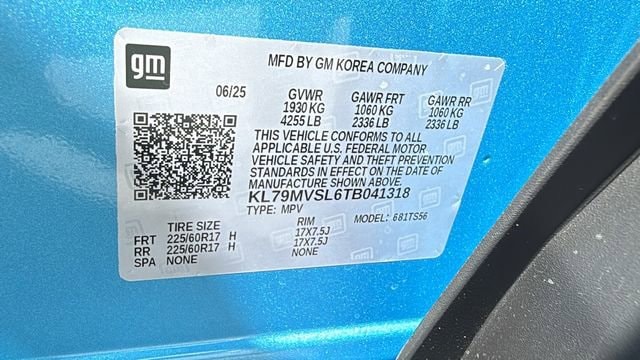 gm
MFD BY GM KOREA COMPANY
06/25 GVWR GAWR FRT GAWR RR
1930 KG 1060 KG 1060 KG
4255 LB 2336 LB 2336 LB
THIS VEHICLE CONFORMS TO ALL
APPLICABLE U.S. FEDERAL MOTOR
VEHICLE SAFETY AND THEFT PREVENTION
STANDARDS IN EFFECT ON THE DATE OF
MANUFACTURE SHOWN ABOVE.
KL79MVSL6TB041318
TYPE: MPV MODEL: 681TS56
TIRE SIZE RIM
FRT 225/60R17 H 17X7.5J
RR 225/60R17 H 17X7.5J
SPA NONE NONE